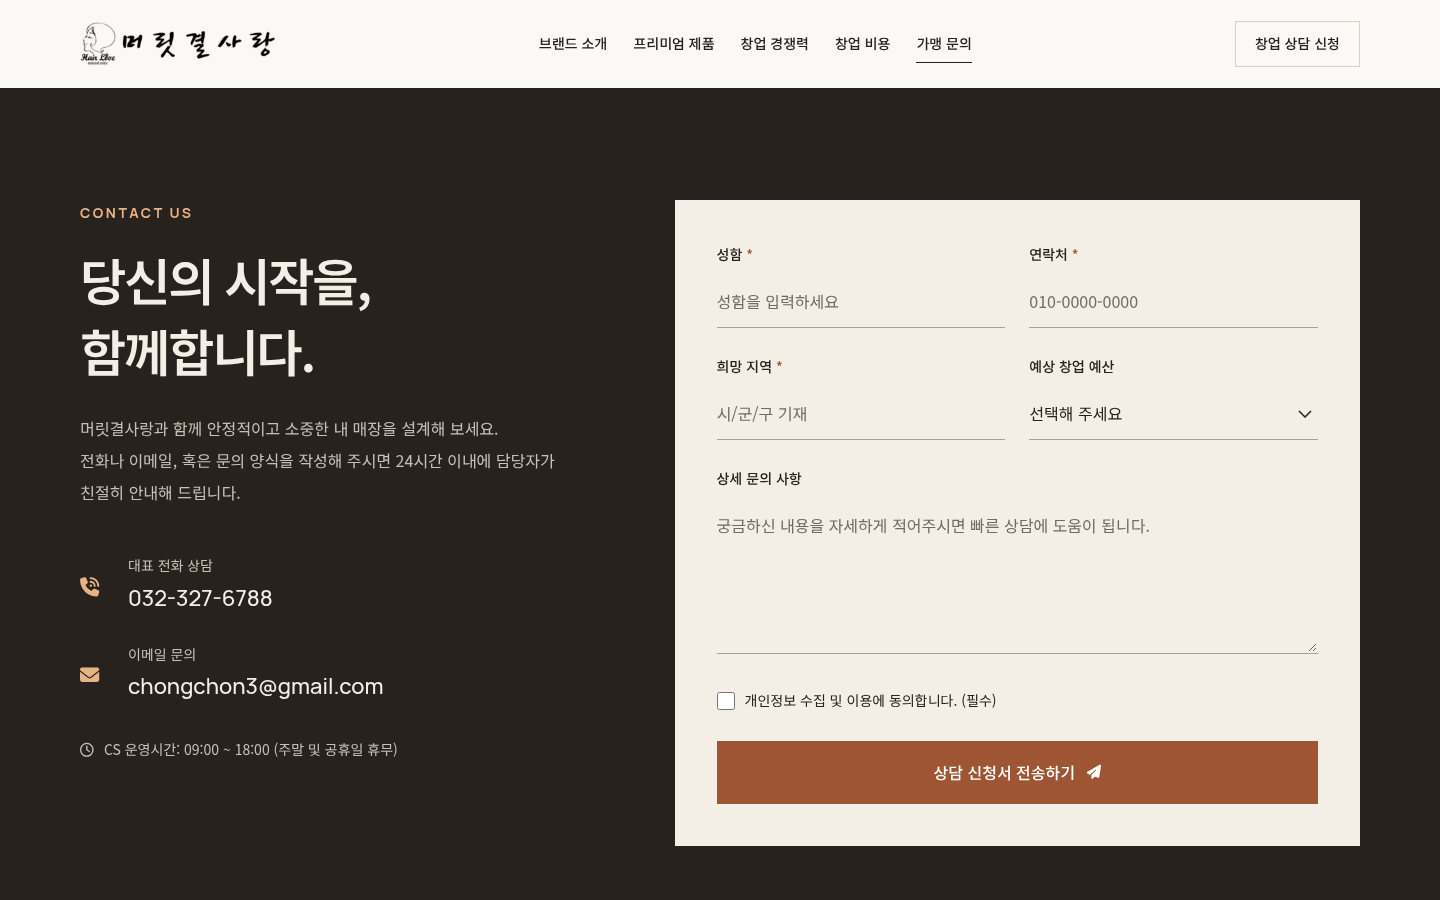 Hair Love
머릿결사랑
브랜드 소개
프리미엄 제품
창업 경쟁력
창업 비용
가맹 문의
창업 상담 신청
CONTACT US
당신의 시작을,
함께합니다.
머릿결사랑과 함께 안정적이고 소중한 내 매장을 설계해 보세요.
전화나 이메일, 혹은 문의 양식을 작성해 주시면 24시간 이내에 담당자가
친절히 안내해 드립니다.
대표 전화 상담
032-327-6788
이메일 문의
chongchon3@gmail.com
CS 운영시간: 09:00 ~ 18:00 (주말 및 공휴일 휴무)
성함 *
성함을 입력하세요
연락처 *
010-0000-0000
희망 지역 *
시/군/구 기재
예상 창업 예산
선택해 주세요
상세 문의 사항
궁금하신 내용을 자세하게 적어주시면 빠른 상담에 도움이 됩니다.
개인정보 수집 및 이용에 동의합니다. (필수)
상담 신청서 전송하기